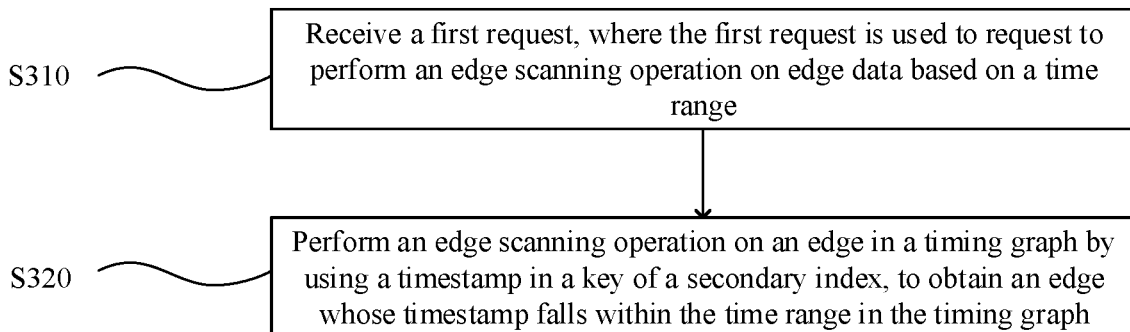 S310
Receive a first request, where the first request is used to request to
perform an edge scanning operation on edge data based on a time
range
S320
Perform an edge scanning operation on an edge in a timing graph by
using a timestamp in a key of a secondary index, to obtain an edge
whose timestamp falls within the time range in the timing graph